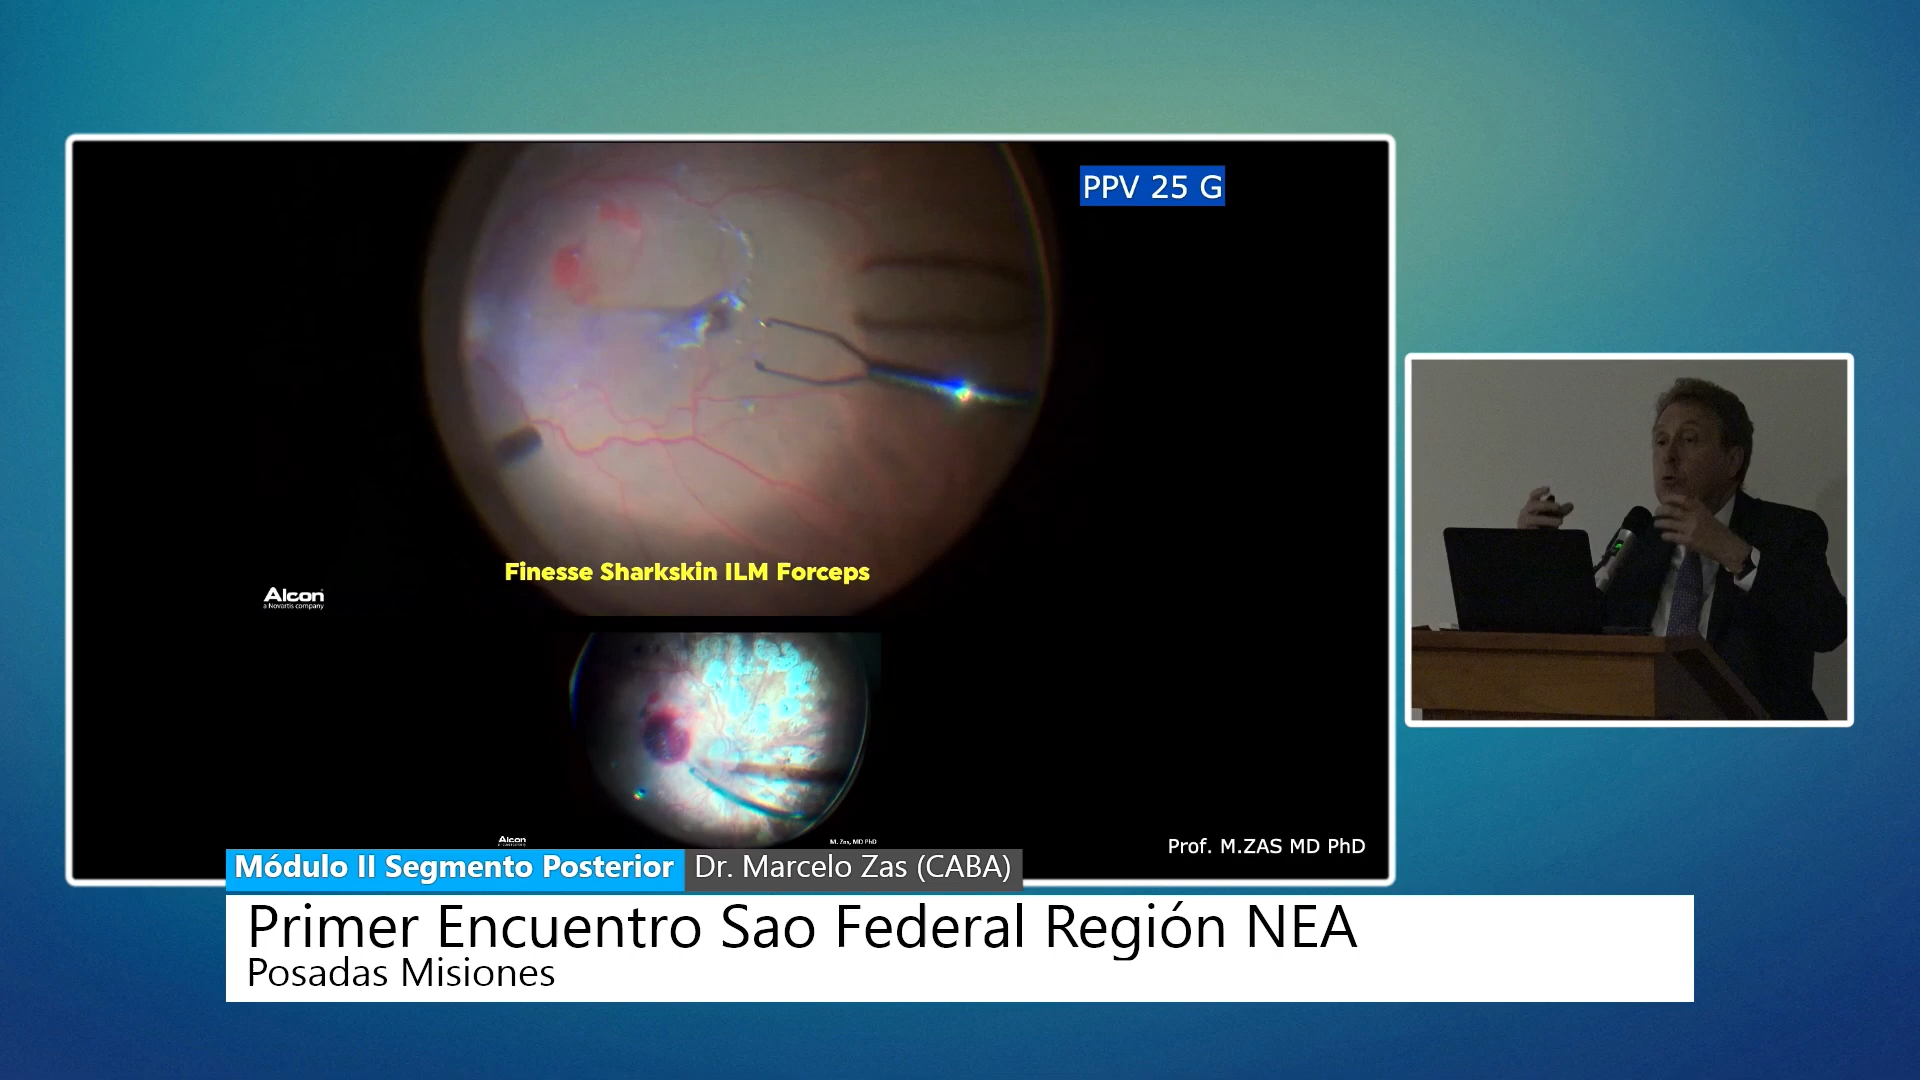 PPV 25 G
Finesse Sharkskin ILM Forceps
Alcon
a Novartis company
Alcon
M. Zas, MD PhD
Prof. M.ZAS MD PhD
Módulo II Segmento Posterior
Dr. Marcelo Zas (CABA)
Primer Encuentro Sao Federal Región NEA
Posadas Misiones